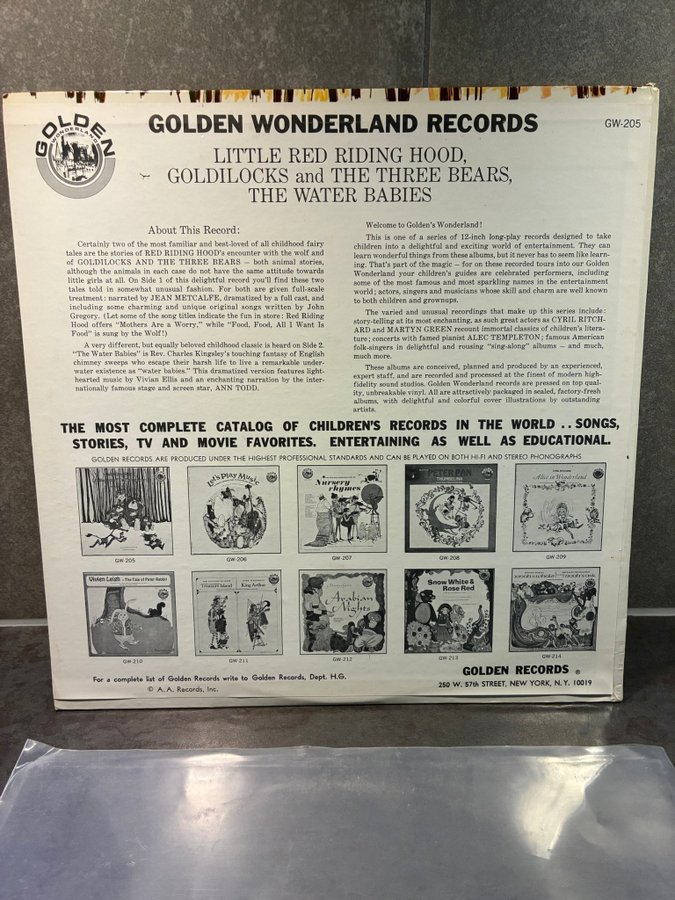 GOLDEN
WONDERLAND
GOLDEN WONDERLAND RECORDS
GW-205
LITTLE RED RIDING HOOD,
GOLDILOCKS and THE THREE BEARS,
THE WATER BABIES
About This Record:
Certainly two of the most familiar and best-loved of all childhood fairy
tales are the stories of RED RIDING HOOD'S encounter with the wolf and
of GOLDILOCKS AND THE THREE BEARS — both animal stories,
although the animals in each case do not have the same attitude towards
little girls at all. On Side 1 of this delightful record you'll find these two
tales told in somewhat unusual fashion. For both are given full-scale
treatment: narrated by JEAN METCALFE, dramatized by a full cast, and
including some charming and unique original songs written by John
Gregory. (Let some of the song titles indicate the fun in store: Red Riding
Hood offers "Mothers Are a Worry," while "Food, Food, All I Want Is
Food" is sung by the Wolf!)
A very different, but equally beloved childhood classic is heard on Side 2.
"The Water Babies" is Rev. Charles Kingsley's touching fantasy of English
chimney sweeps who escape their harsh life to live a remarkable under-
water existence as "water babies." This dramatized version features light-
hearted music by Vivian Ellis and an enchanting narration by the inter-
nationally famous stage and screen star, ANN TODD.
Welcome to Golden's Wonderland!
This is one of a series of 12-inch long-play records designed to take
children into a delightful and exciting world of entertainment. They can
learn wonderful things from these albums, but it never has to seem like learn-
ing. That's part of the magic — for on these recorded tours into our Golden
Wonderland your children's guides are celebrated performers, including
some of the most famous and most sparkling names in the entertainment
world; actors, singers and musicians whose skill and charm are well known
to both children and grownups.
The varied and unusual recordings that make up this series include:
story-telling at its most enchanting, as such great actors as CYRIL RITCH-
ARD and MARTYN GREEN recount immortal classics of children's litera-
ture; concerts with famed pianist ALEC TEMPLETON; famous American
folk-singers in delightful and rousing "sing-along" albums — and much,
much more.
These albums are conceived, planned and produced by an experienced,
expert staff, and are recorded and processed at the finest of modern high-
fidelity sound studios. Golden Wonderland records are pressed on top qual-
ity, unbreakable vinyl. All are attractively packaged in sealed, factory-fresh
albums, with delightful and colorful cover illustrations by outstanding
artists.
THE MOST COMPLETE CATALOG OF CHILDREN'S RECORDS IN THE WORLD .. SONGS,
STORIES, TV AND MOVIE FAVORITES. ENTERTAINING AS WELL AS EDUCATIONAL.
GOLDEN RECORDS ARE PRODUCED UNDER THE HIGHEST PROFESSIONAL STANDARDS AND CAN BE PLAYED ON BOTH HI-FI AND STEREO PHONOGRAPHS
Let's Play Music
Nursery
rhymes
PETER PAN
THUMBELINA
Alice in Wonderland
GW-205
GW-206
GW-207
GW-208
GW-209
Vivien Leigh
The Tale of Peter Rabbit
Treasure Island
King Arthur
Arabian
Nights
Snow White &
Rose Red
GW-210
GW-211
GW-212
GW-213
GW-214
For a complete list of Golden Records write to Golden Records, Dept. H.G.
© A. A. Records, Inc.
GOLDEN RECORDS ®
250 W. 57th STREET, NEW YORK, N. Y. 10019